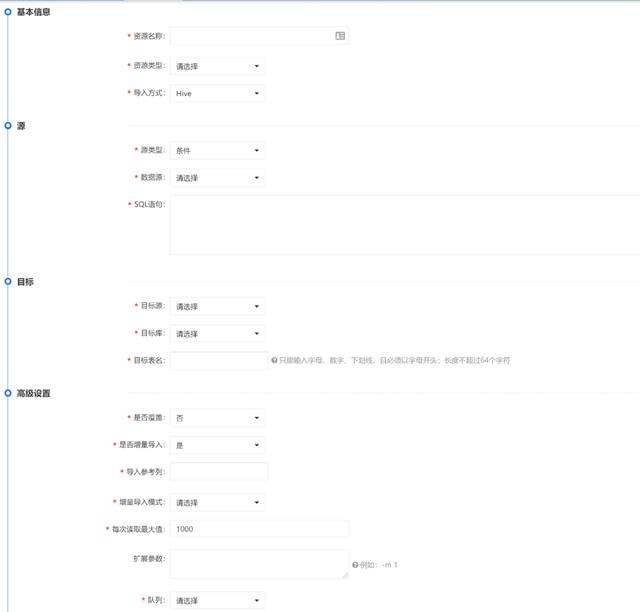 基本信息
* 资源名称：
* 资源类型： 请选择
* 导入方式： Hive
源
* 源类型： 条件
* 数据源： 请选择
* SQL语句：
目标
* 目标源： 请选择
* 目标库： 请选择
* 目标表名： 只能输入字母、数字、下划线，且必须以字母开头；长度不超过64个字符
高级设置
* 是否覆盖： 否
* 是否增量导入： 是
* 导入参考列：
* 增量导入模式： 请选择
* 每次读取最大值： 1000
扩展参数： 例如：-m 1
* 队列： 请选择